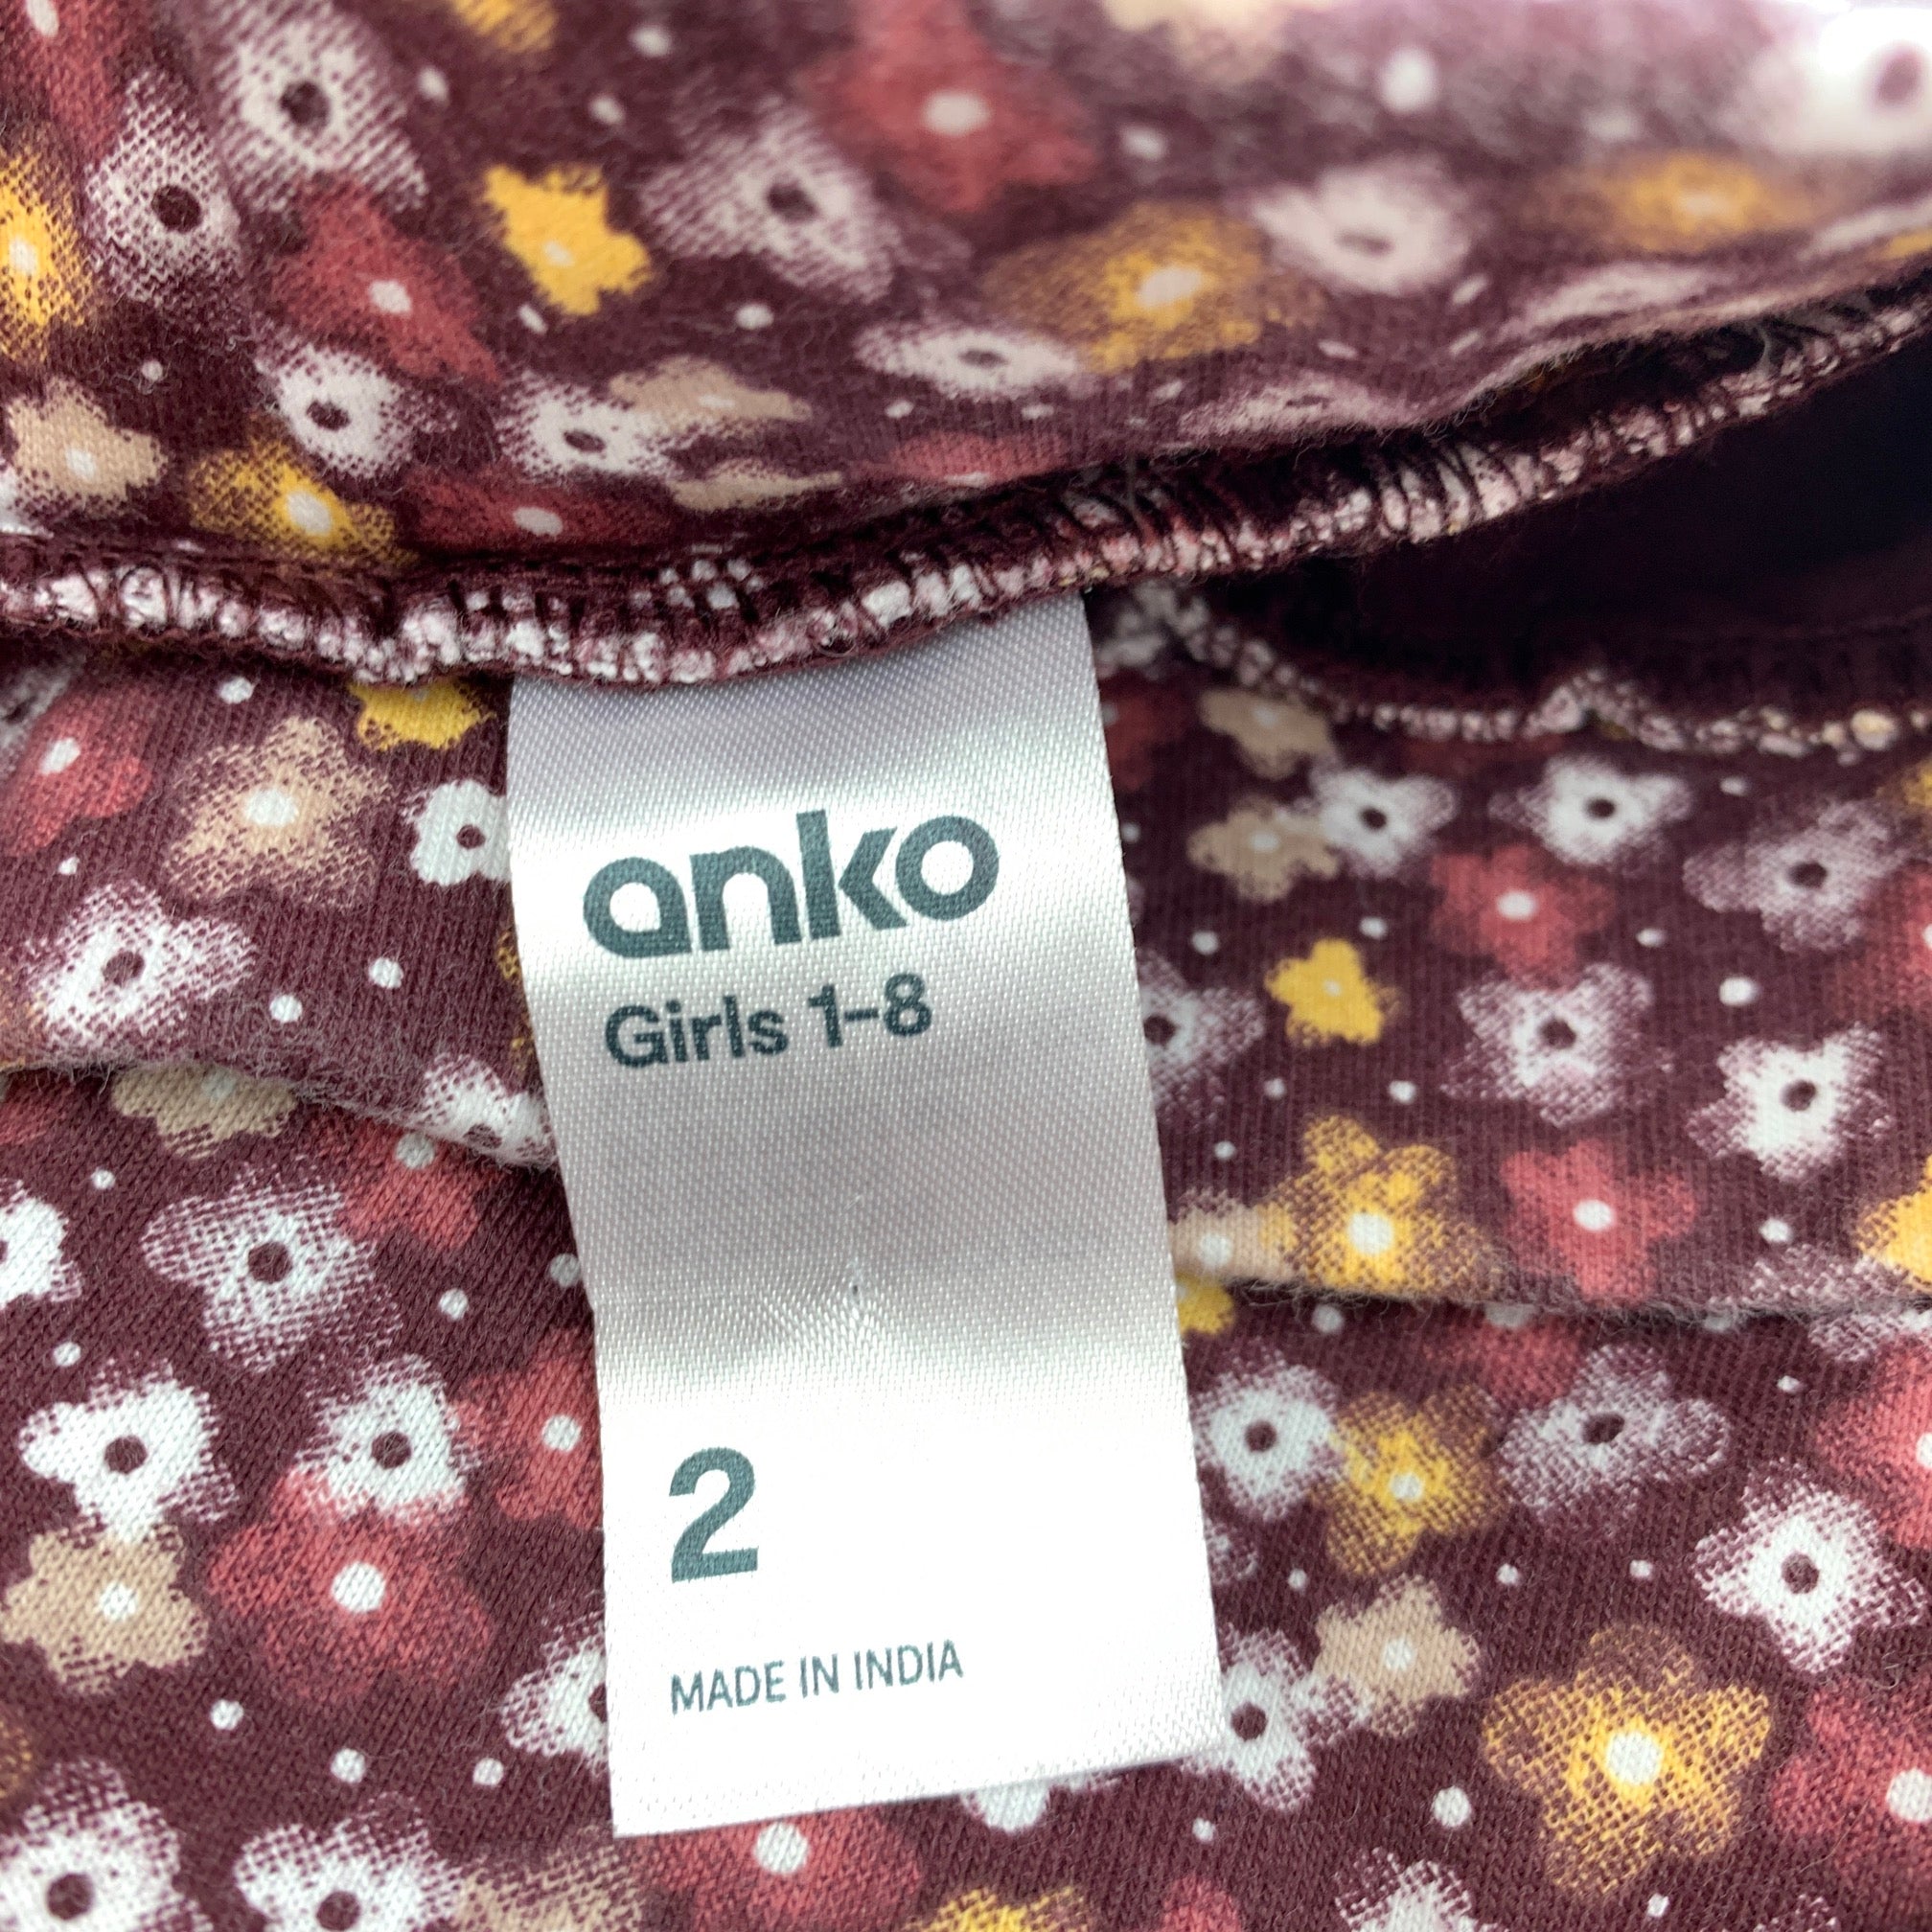 anko
Girls 1-8
2
MADE IN INDIA